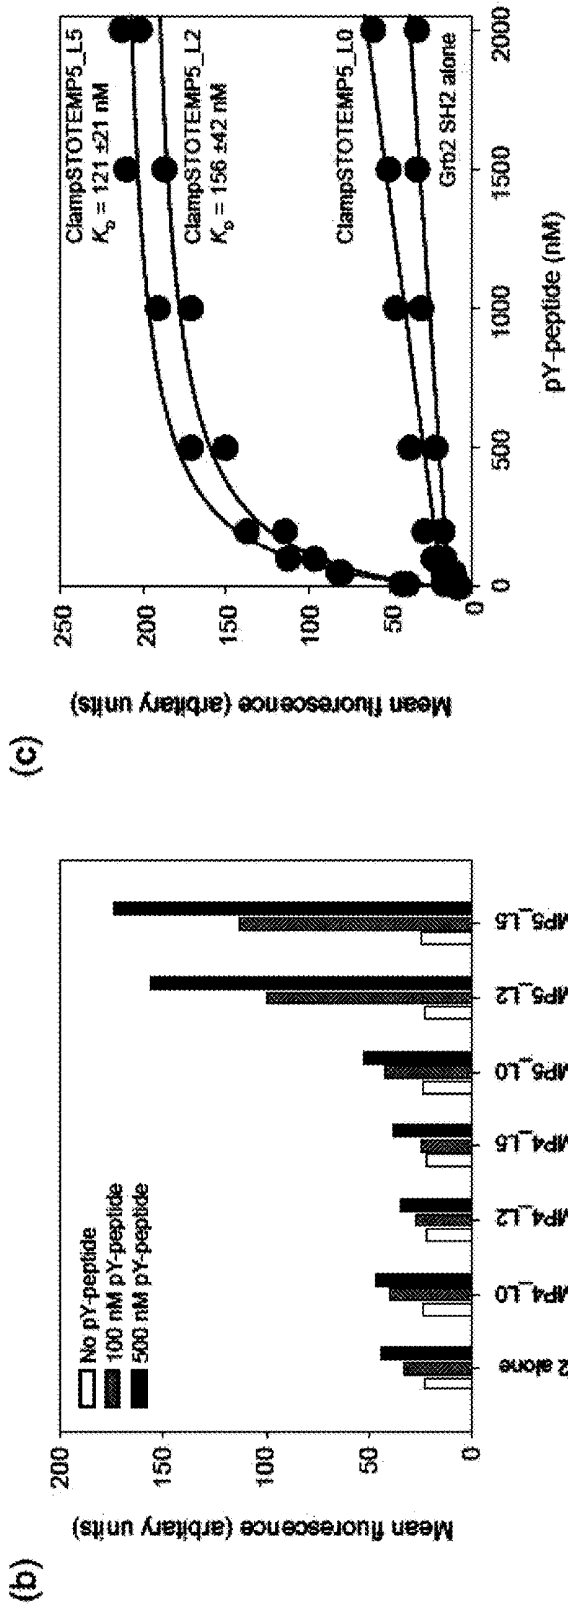 (b)
Mean fluorescence (arbitrary units)
200
150
100
50
0
No pY-peptide
100 nM pY-peptide
500 nM pY-peptide
2 alone
MP4_L0
MP4_L2
MP4_L5
MP5_L0
MP5_L2
MP5_L5
(c)
Mean fluorescence (arbitrary units)
250
200
150
100
50
0
ClampSTOTEMP5_L5
K_D = 121 ±21 nM
ClampSTOTEMP5_L2
K_D = 156 ±42 nM
ClampSTOTEMP5_L0
Grb2 SH2 alone
0
500
1000
1500
2000
pY-peptide (nM)